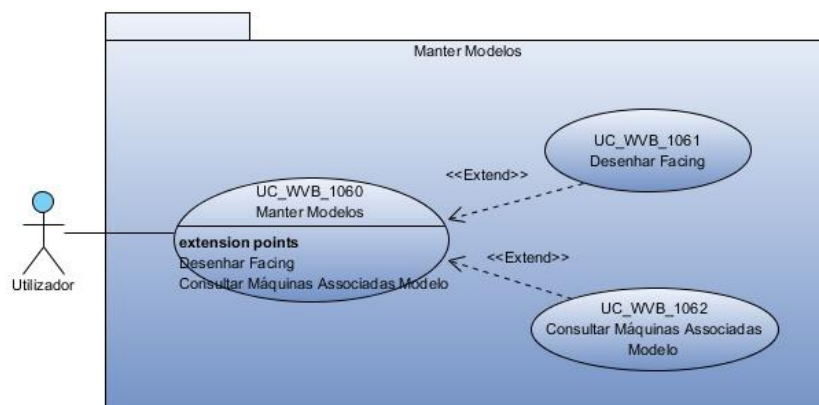 Manter Modelos
UC_WVB_1061
Desenhar Facing
<<Extend>>
UC_WVB_1060
Manter Modelos
extension points
Desenhar Facing
Consultar Máquinas Associadas Modelo
<<Extend>>
UC_WVB_1062
Consultar Máquinas Associadas
Modelo
Utilizador